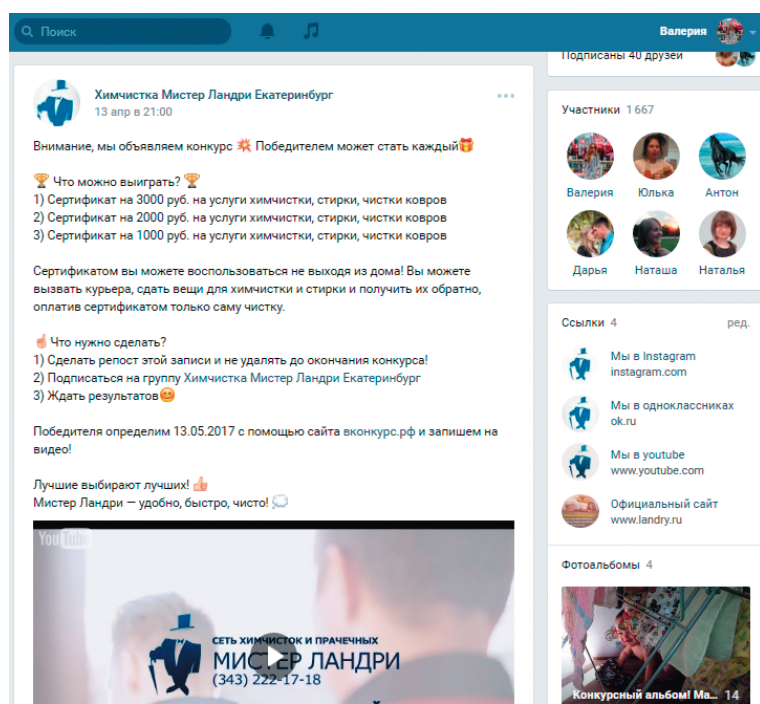 Поиск
Валерия
Химчистка Мистер Ландри Екатеринбург
13 апр в 21:00
Внимание, мы объявляем конкурс 💥 Победителем может стать каждый🎁
🏆 Что можно выиграть? 🏆
1) Сертификат на 3000 руб. на услуги химчистки, стирки, чистки ковров
2) Сертификат на 2000 руб. на услуги химчистки, стирки, чистки ковров
3) Сертификат на 1000 руб. на услуги химчистки, стирки, чистки ковров
Сертификатом вы можете воспользоваться не выходя из дома! Вы можете
вызвать курьера, сдать вещи для химчистки и стирки и получить их обратно,
оплатив сертификатом только саму чистку.
☝Что нужно сделать?
1) Сделать репост этой записи и не удалять до окончания конкурса!
2) Подписаться на группу Химчистка Мистер Ландри Екатеринбург
3) Ждать результатов😊
Победителя определим 13.05.2017 с помощью сайта вконкурс.рф и запишем на
видео!
Лучшие выбирают лучших! 👍
Мистер Ландри — удобно, быстро, чисто! 💭
YouTube
СЕТЬ ХИМЧИСТОК И ПРАЧЕЧНЫХ
МИСТЕР ЛАНДРИ
(343) 222-17-18
Подписаны 40 друзей
Участники 1 667
Валерия Юлька Антон
Дарья Наташа Наталья
Ссылки 4 ред.
Мы в Instagram
instagram.com
Мы в одноклассниках
ok.ru
Мы в youtube
www.youtube.com
Официальный сайт
www.landry.ru
Фотоальбомы 4
Конкурсный альбом! Ма... 14